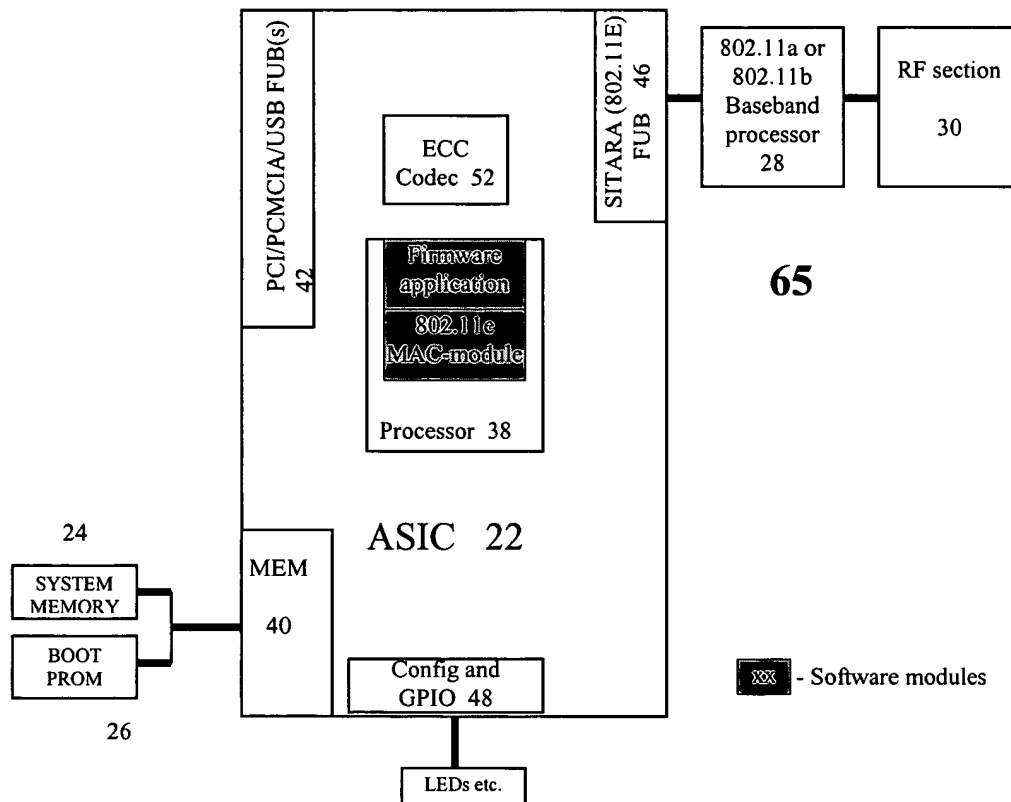 PCI/PCMCIA/USB FUB(s)
42
ECC
Codec 52
SITARA (802.11E)
FUB 46
802.11a or
802.11b
Baseband
processor
28
RF section
30
65
Firmware
application
802.11e
MAC-module
Processor 38
ASIC 22
24
SYSTEM
MEMORY
BOOT
PROM
26
MEM
40
Config and
GPIO 48
LEDs etc.
xx - Software modules